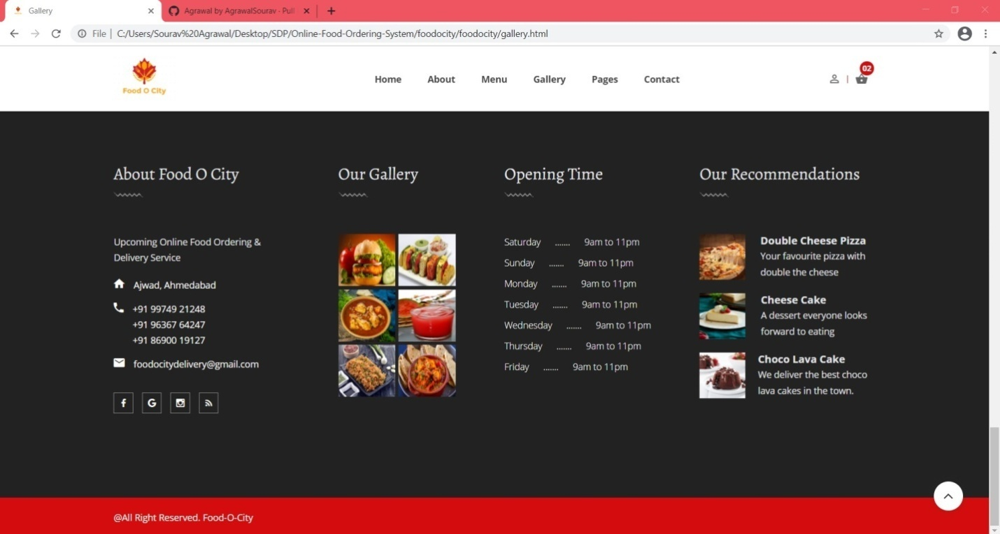 Gallery
Agrawal by AgrawalSourav · Pull
File
C:/Users/Sourav%20Agrawal/Desktop/SDP/Online-Food-Ordering-System/foodocity/foodocity/gallery.html
Food O City
Home
About
Menu
Gallery
Pages
Contact
02
About Food O City
Upcoming Online Food Ordering &
Delivery Service
Ajwad, Ahmedabad
+91 99749 21248
+91 96367 64247
+91 86900 19127
foodocitydelivery@gmail.com
Our Gallery
Opening Time
Saturday ....... 9am to 11pm
Sunday ....... 9am to 11pm
Monday ....... 9am to 11pm
Tuesday ....... 9am to 11pm
Wednesday ....... 9am to 11pm
Thursday ....... 9am to 11pm
Friday ....... 9am to 11pm
Our Recommendations
Double Cheese Pizza
Your favourite pizza with
double the cheese
Cheese Cake
A dessert everyone looks
forward to eating
Choco Lava Cake
We deliver the best choco
lava cakes in the town.
@All Right Reserved. Food-O-City